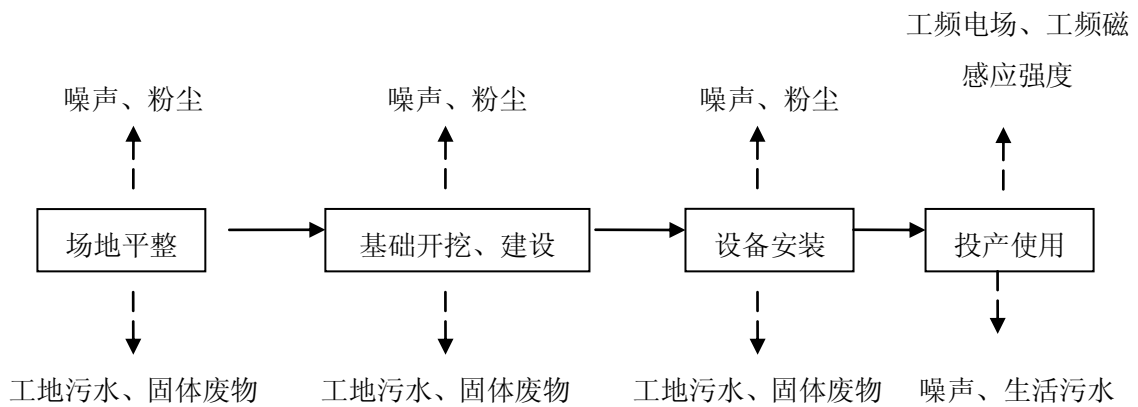 工频电场、工频磁
感应强度
噪声、粉尘
噪声、粉尘
噪声、粉尘
场地平整
基础开挖、建设
设备安装
投产使用
工地污水、固体废物
工地污水、固体废物
工地污水、固体废物
噪声、生活污水